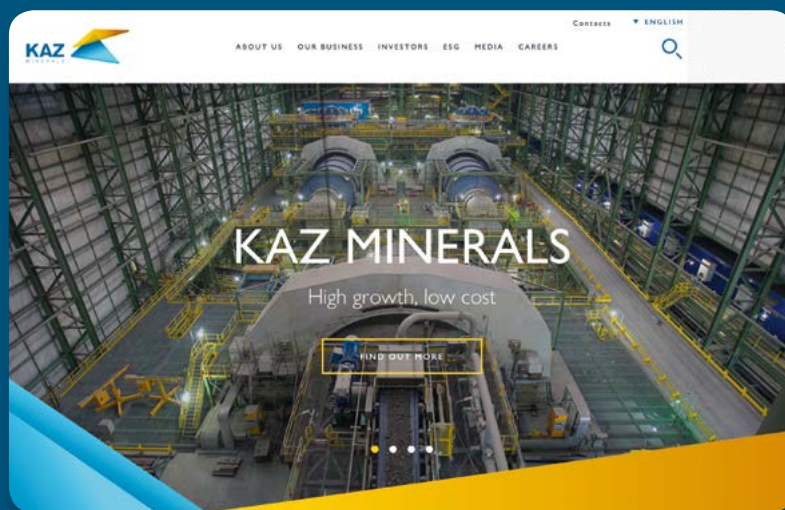 Contacts ENGLISH
KAZ
MINERALS
ABOUT US OUR BUSINESS INVESTORS ESG MEDIA CAREERS
KAZ MINERALS
High growth, low cost
FIND OUT MORE